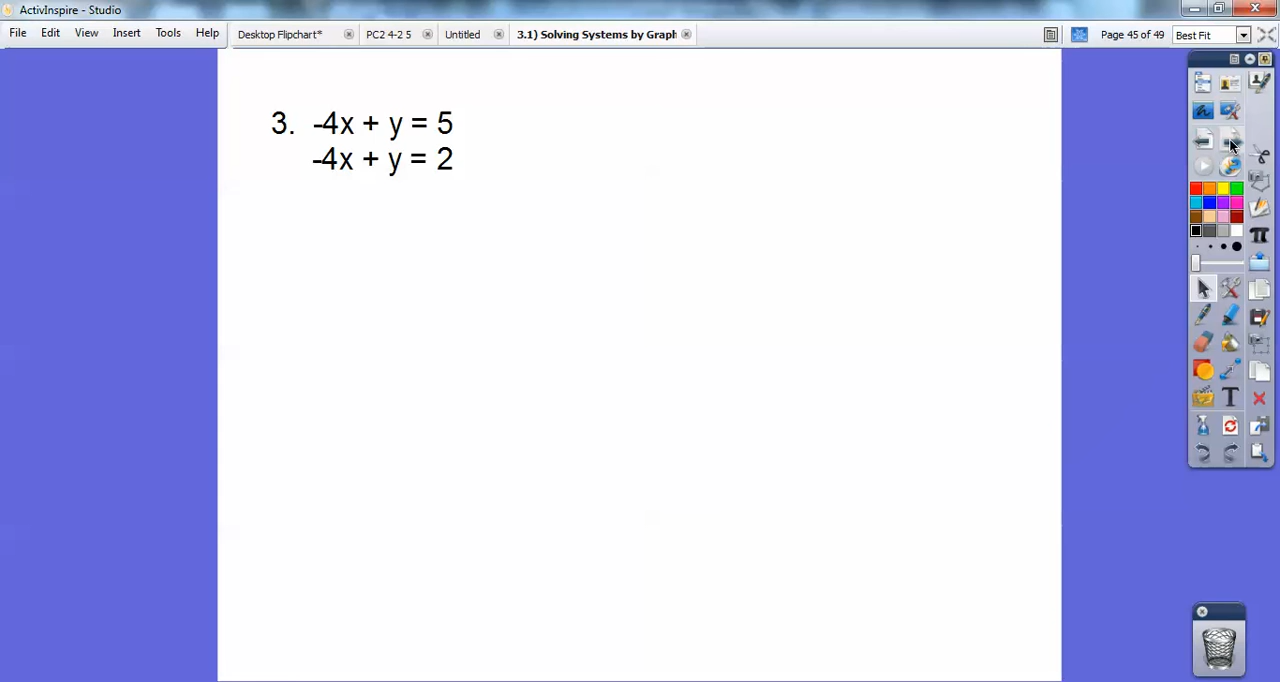 ActivInspire - Studio
File Edit View Insert Tools Help
Desktop Flipchart* PC2 4-2 5 Untitled 3.1) Solving Systems by Graph
Page 45 of 49 Best Fit
3. -4x + y = 5
-4x + y = 2